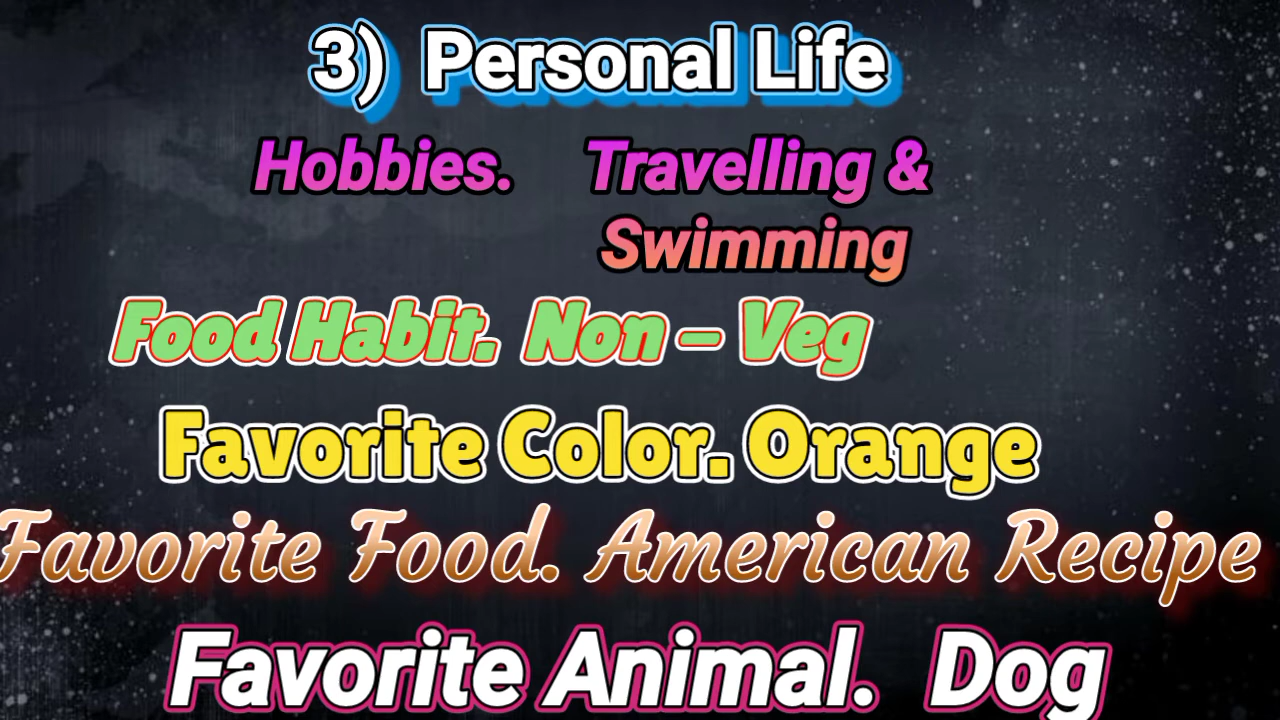 3) Personal Life
Hobbies. Travelling &
Swimming
Food Habit. Non - Veg
Favorite Color. Orange
Favorite Food. American Recipe
Favorite Animal. Dog